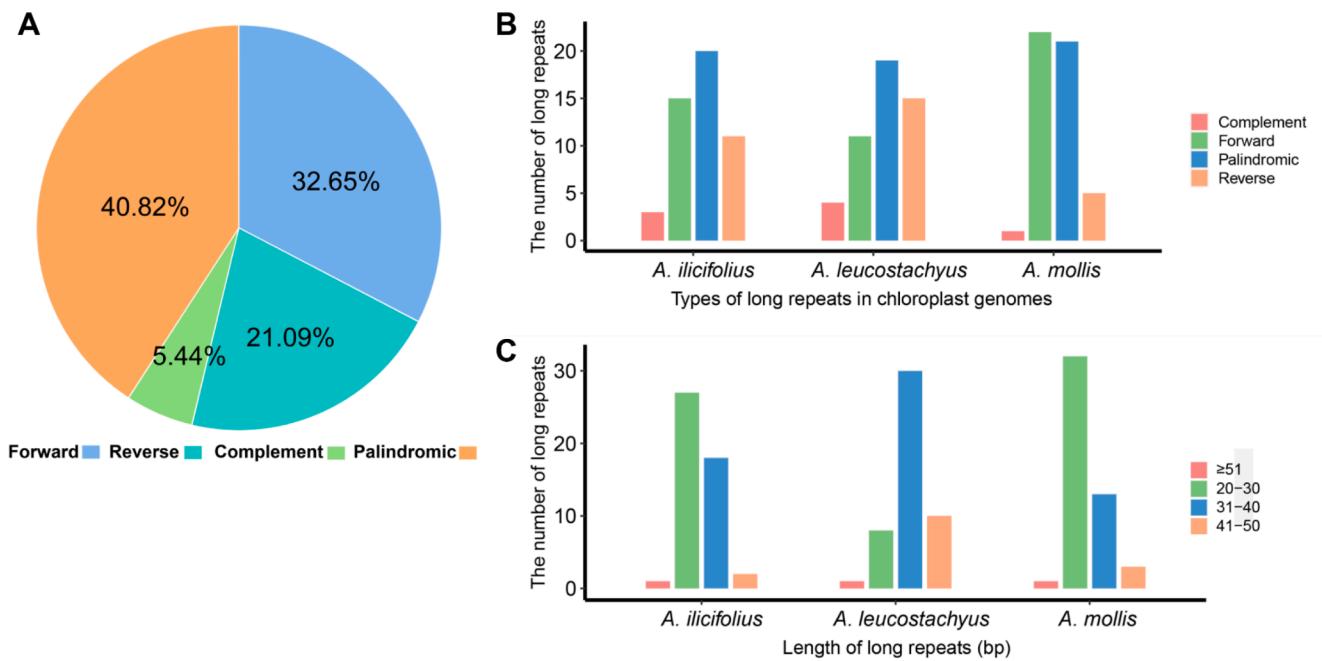 A
32.65%
40.82%
21.09%
5.44%
Forward Reverse Complement Palindromic
B
The number of long repeats
20
15
10
5
0
A. ilicifolius A. leucostachyus A. mollis
Types of long repeats in chloroplast genomes
Complement
Forward
Palindromic
Reverse
C
The number of long repeats
30
20
10
0
A. ilicifolius A. leucostachyus A. mollis
Length of long repeats (bp)
≥51
20−30
31−40
41−50